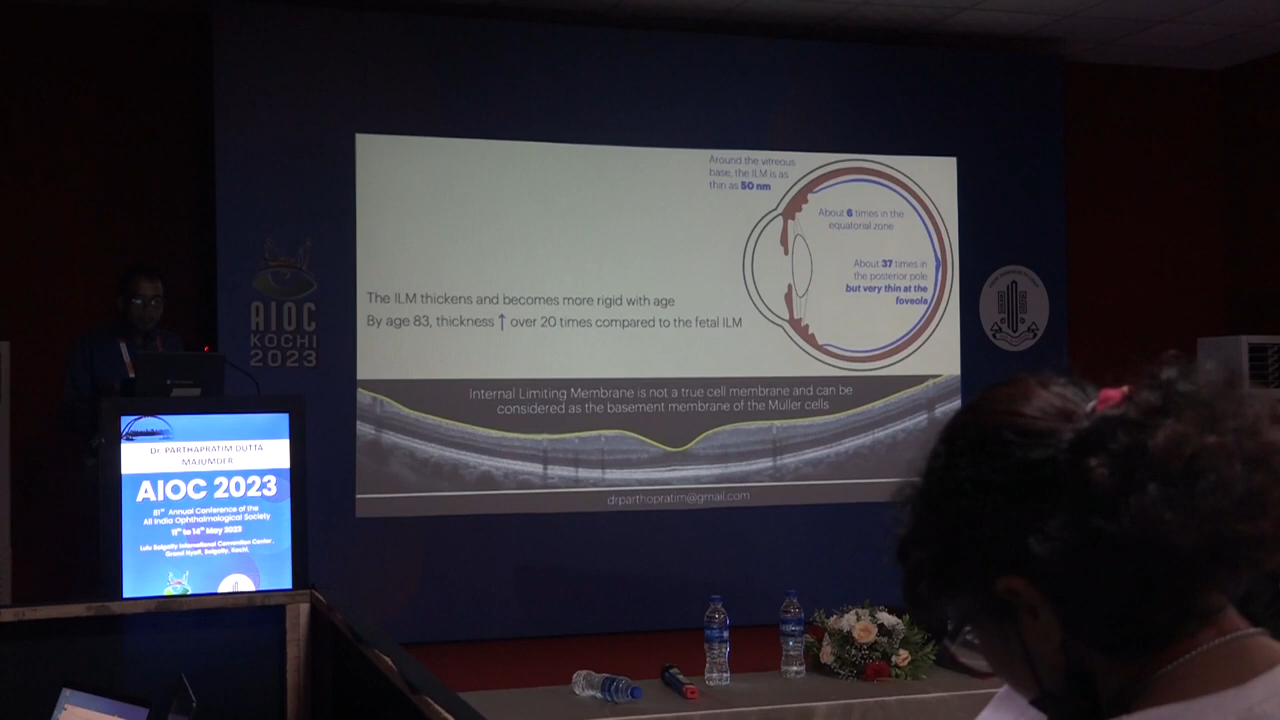 Around the vitreous
base, the ILM is as
thin as 50 nm
About 6 times in the
equatorial zone
About 37 times in
the posterior pole
but very thin at the
foveola
The ILM thickens and becomes more rigid with age
By age 83, thickness ↑ over 20 times compared to the fetal ILM
Internal Limiting Membrane is not a true cell membrane and can be
considered as the basement membrane of the Muller cells
drparthopratim@gmail.com
AIOC
KOCHI
2023
Dr. PARTHAPRATIM DUTTA
MAJUMDER
AIOC 2023
81st Annual Conference of the
All India Ophthalmological Society
11th to 14th May 2023
Lulu Bolgatty International Convention Center,
Grand Hyatt, Bolgatty, Kochi.